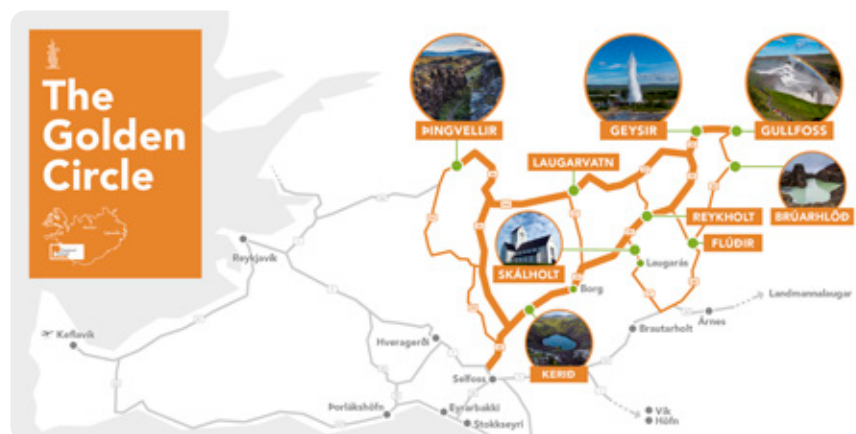 The
Golden
Circle
ÞINGVELLIR
GEYSIR
GULLFOSS
LAUGARVATN
BRÚARHLÖÐ
REYKHOLT
FLÚÐIR
SKÁLHOLT
Laugarás
Reykjavík
Borg
Landmannalaugar
Árnes
Keflavík
Hveragerði
Brautarholt
KERIÐ
Selfoss
Þorlákshöfn
Eyrarbakki
Stokkseyri
Vík
Höfn